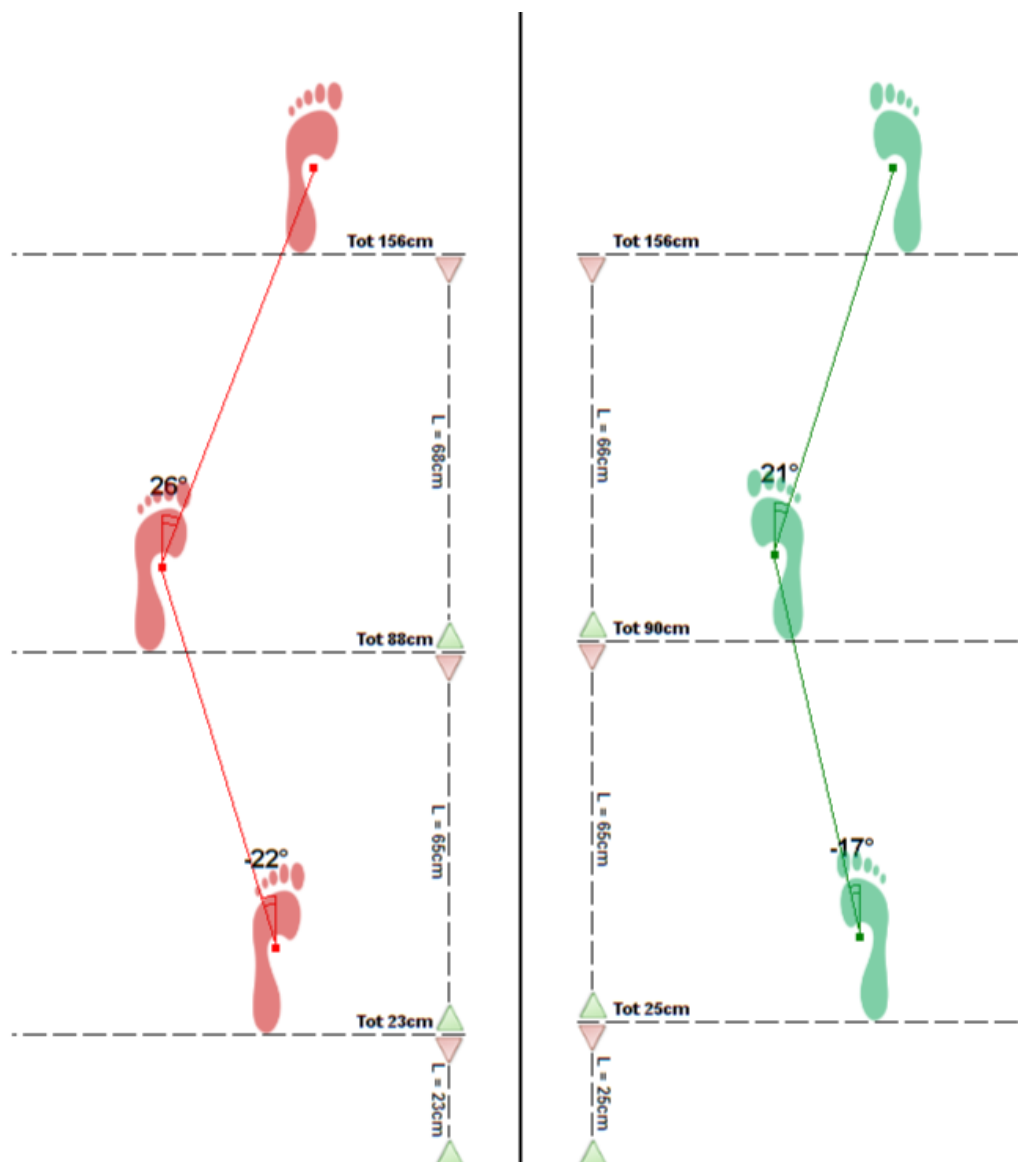 Tot 156cm
L = 68cm
26°
Tot 88cm
L = 65cm
-22°
Tot 23cm
L = 23cm
Tot 156cm
L = 66cm
21°
Tot 90cm
L = 65cm
-17°
Tot 25cm
L = 25cm